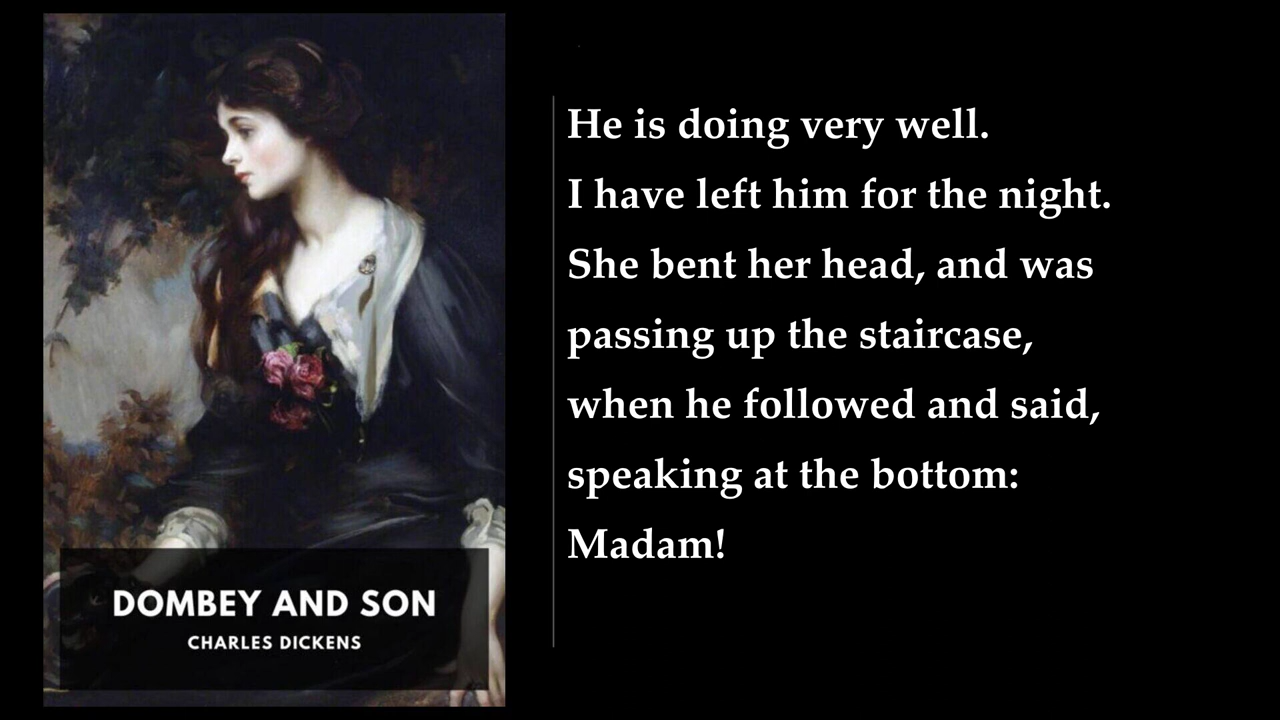 DOMBEY AND SON
CHARLES DICKENS
He is doing very well.
I have left him for the night.
She bent her head, and was
passing up the staircase,
when he followed and said,
speaking at the bottom:
Madam!